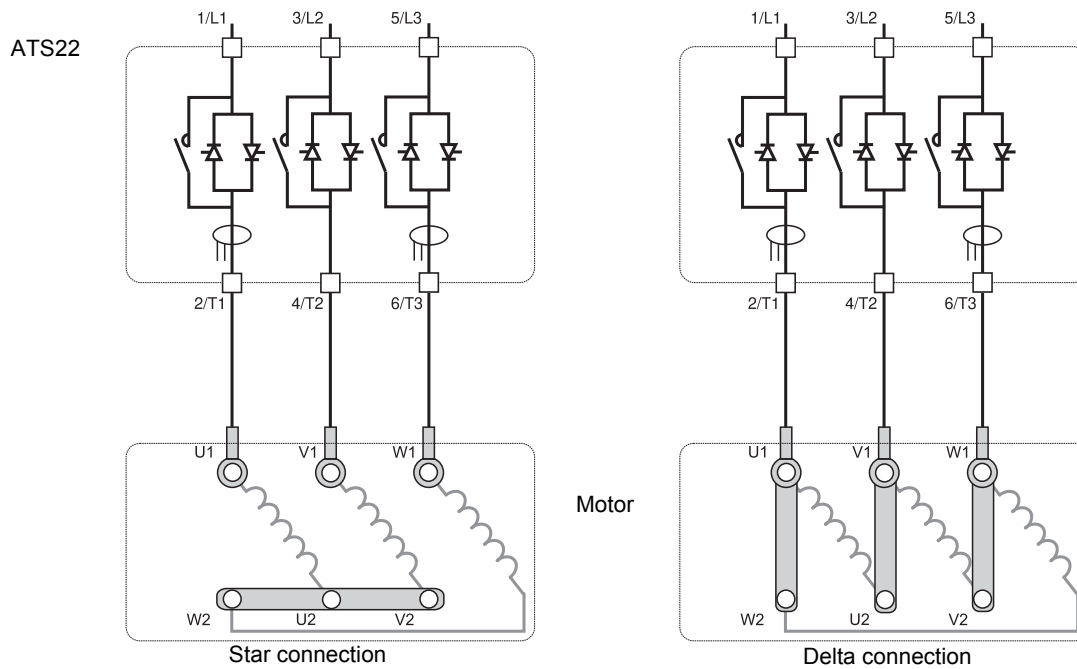 1/L1 3/L2 5/L3 1/L1 3/L2 5/L3
ATS22
2/T1 4/T2 6/T3 2/T1 4/T2 6/T3
U1 V1 W1 U1 V1 W1
Motor
W2 U2 V2 W2 U2 V2
Star connection Delta connection